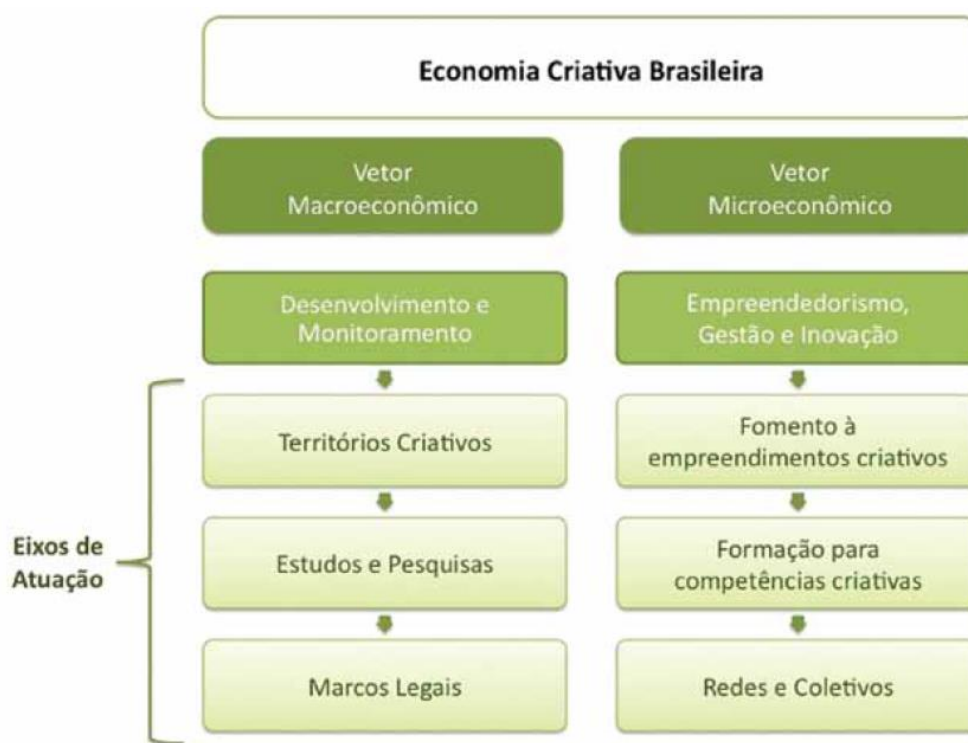 Economia Criativa Brasileira
Vetor
Macroeconômico
Vetor
Microeconômico
Desenvolvimento e
Monitoramento
Empreendedorismo,
Gestão e Inovação
Eixos de
Atuação
Territórios Criativos
Fomento à
empreendimentos criativos
Estudos e Pesquisas
Formação para
competências criativas
Marcos Legais
Redes e Coletivos